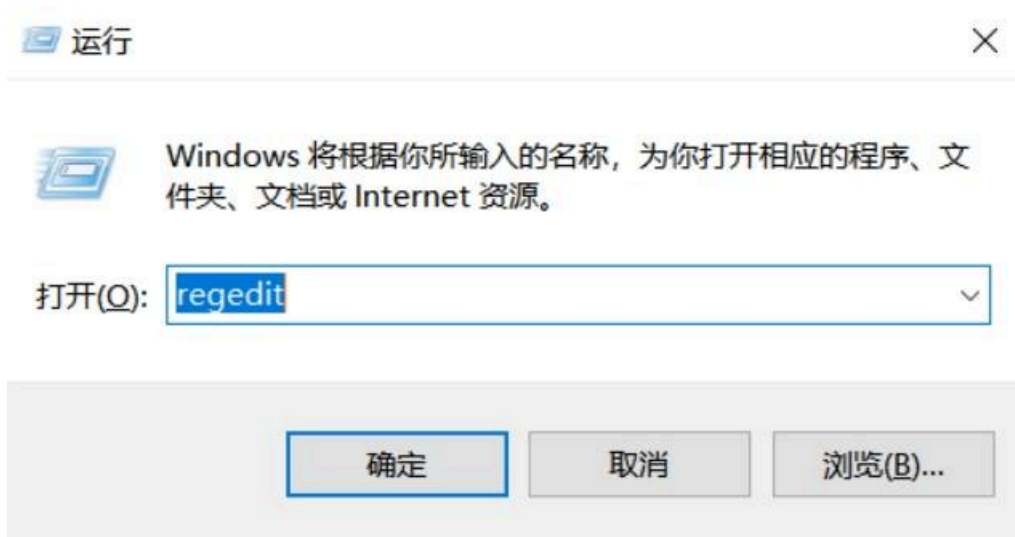 运行
Windows 将根据你所输入的名称，为你打开相应的程序、文
件夹、文档或 Internet 资源。
打开(O): regedit
确定 取消 浏览(B)...